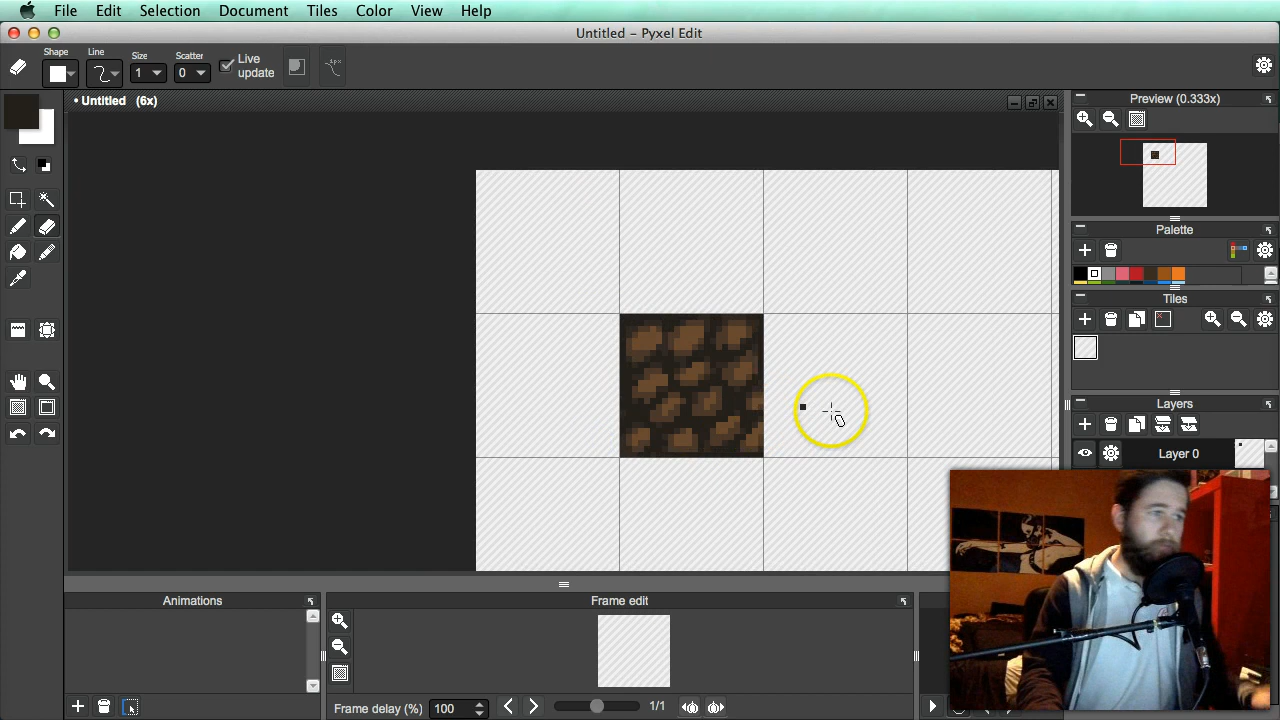 File Edit Selection Document Tiles Color View Help
Untitled - Pyxel Edit
Shape Line Size Scatter
1 0 Live update
• Untitled (6x)
Preview (0.333x)
Palette
Tiles
Layers
Layer 0
Animations
Frame edit
Frame delay (%) 100 1/1